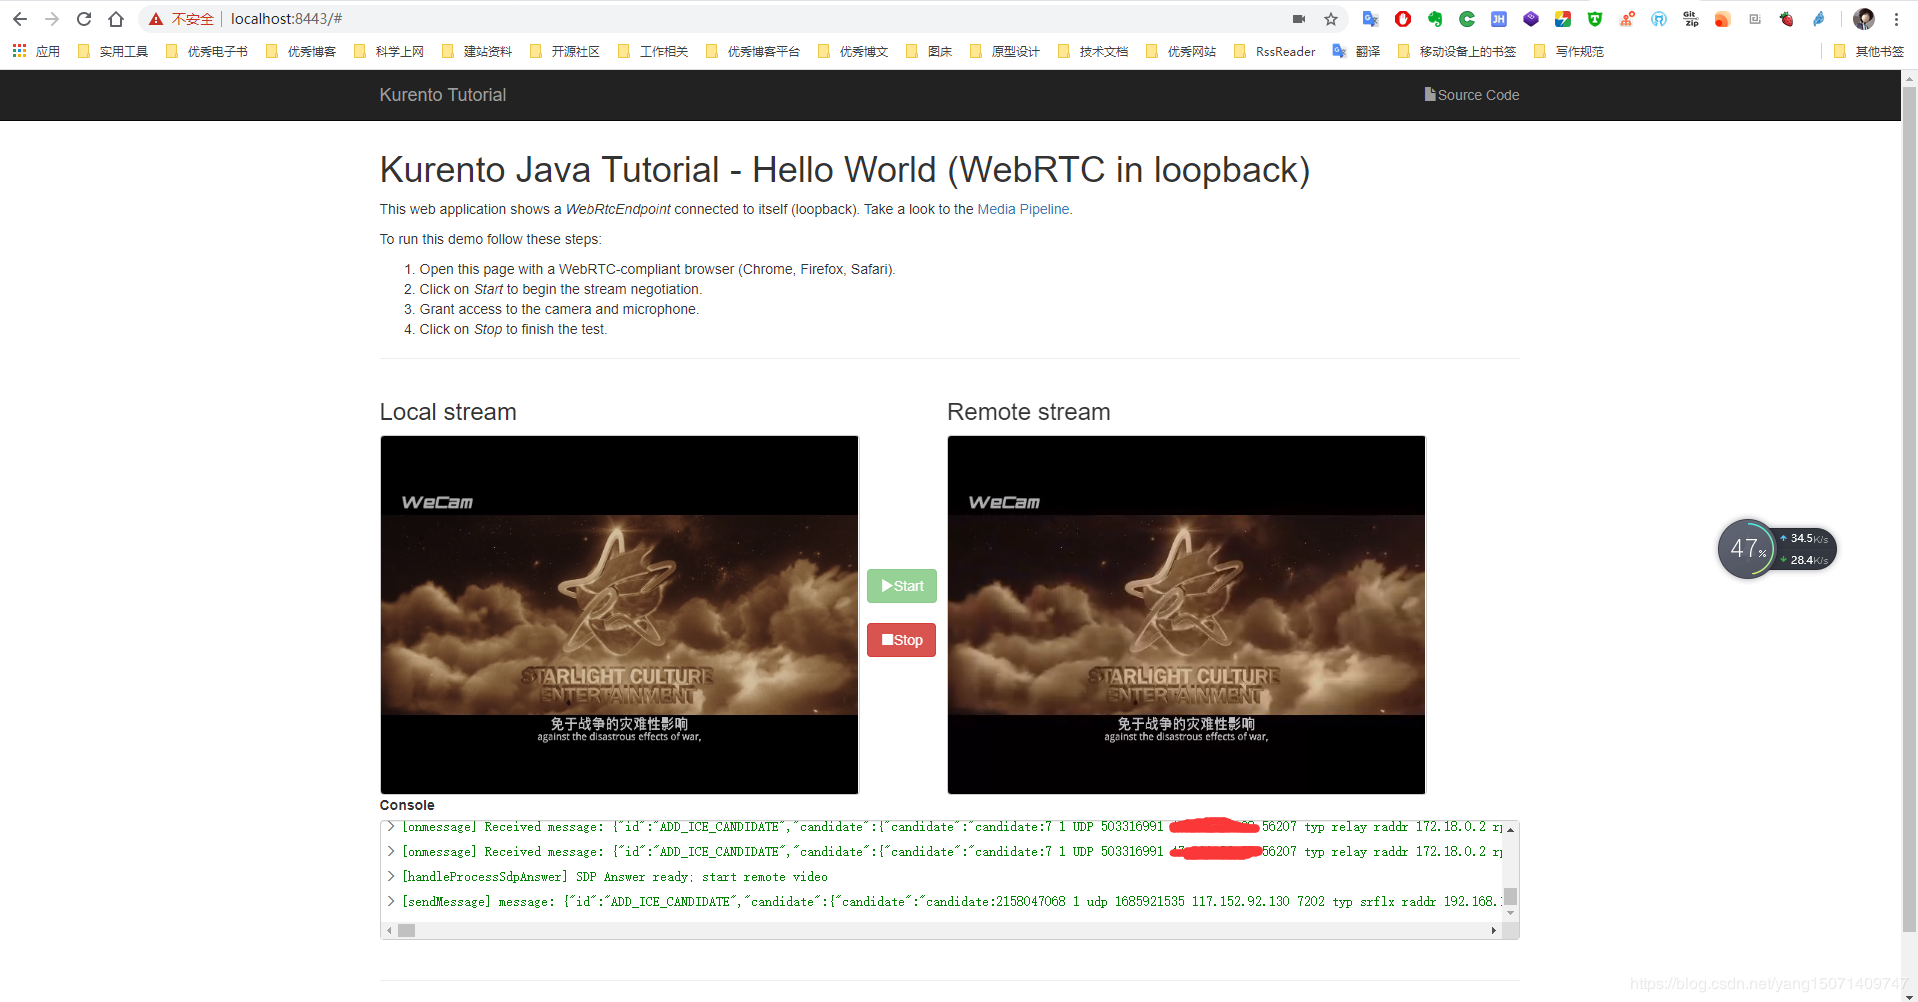 不安全 localhost:8443/#
应用 实用工具 优秀电子书 优秀博客 科学上网 建站资料 开源社区 工作相关 优秀博客平台 优秀博文 图床 原型设计 技术文档 优秀网站 RssReader 翻译 移动设备上的书签 写作规范 其他书签
Kurento Tutorial Source Code
Kurento Java Tutorial - Hello World (WebRTC in loopback)
This web application shows a WebRtcEndpoint connected to itself (loopback). Take a look to the Media Pipeline.
To run this demo follow these steps:
1. Open this page with a WebRTC-compliant browser (Chrome, Firefox, Safari).
2. Click on Start to begin the stream negotiation.
3. Grant access to the camera and microphone.
4. Click on Stop to finish the test.
Local stream
WeCam
STARLIGHT CULTURE
ENTERTAINMENT
免于战争的灾难性影响
against the disastrous effects of war,
Start
Stop
Remote stream
WeCam
STARLIGHT CULTURE
ENTERTAINMENT
免于战争的灾难性影响
against the disastrous effects of war,
47%
34.5K/s
28.4K/s
Console
> [onmessage] Received message: {"id":"ADD_ICE_CANDIDATE","candidate":{"candidate":"candidate:7 1 UDP 503316991 56207 typ relay raddr 172.18.0.2
> [onmessage] Received message: {"id":"ADD_ICE_CANDIDATE","candidate":{"candidate":"candidate:7 1 UDP 503316991 56207 typ relay raddr 172.18.0.2
> [handleProcessSdpAnswer] SDP Answer ready; start remote video
> [sendMessage] message: {"id":"ADD_ICE_CANDIDATE","candidate":{"candidate":"candidate:2158047068 1 udp 1685921535 117.152.92.130 7202 typ srflx raddr 192.168.
https://blog.csdn.net/yang15071409747